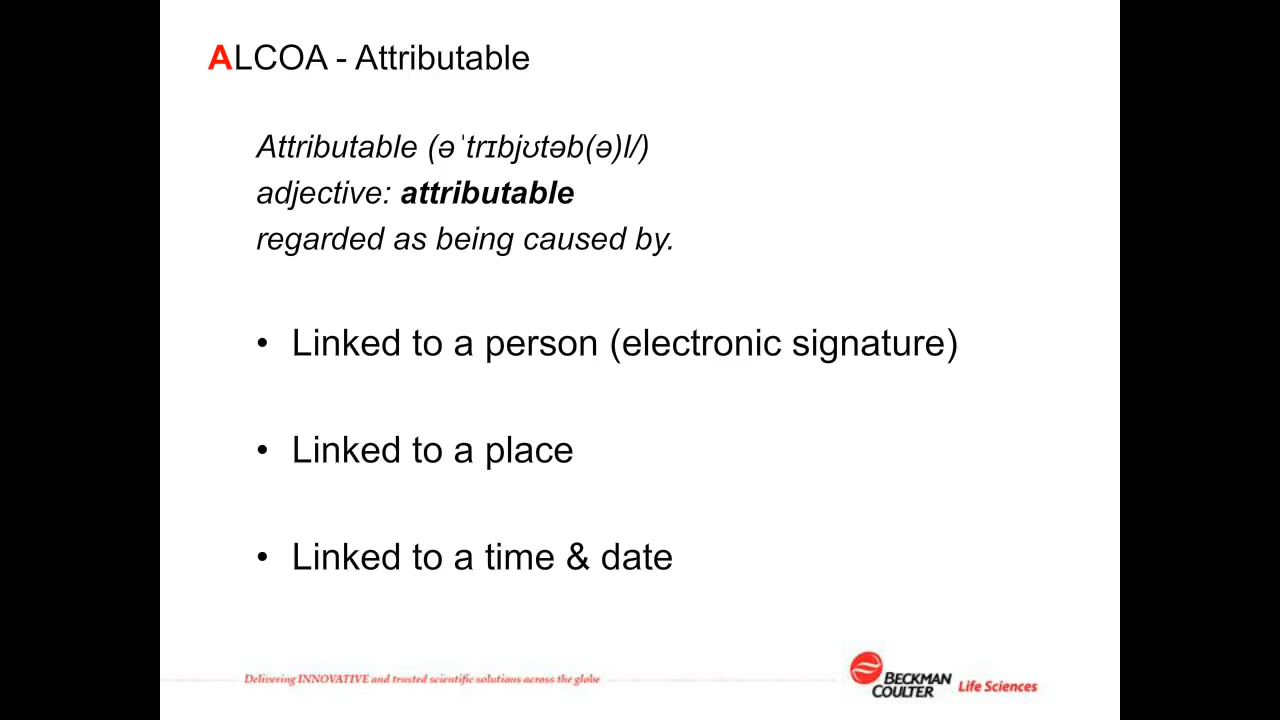 ALCOA - Attributable
Attributable (əˈtrɪbjʊtəb(ə)l/)
adjective: attributable
regarded as being caused by.
• Linked to a person (electronic signature)
• Linked to a place
• Linked to a time & date
Delivering INNOVATIVE and trusted scientific solutions across the globe
BECKMAN
COULTER
Life Sciences